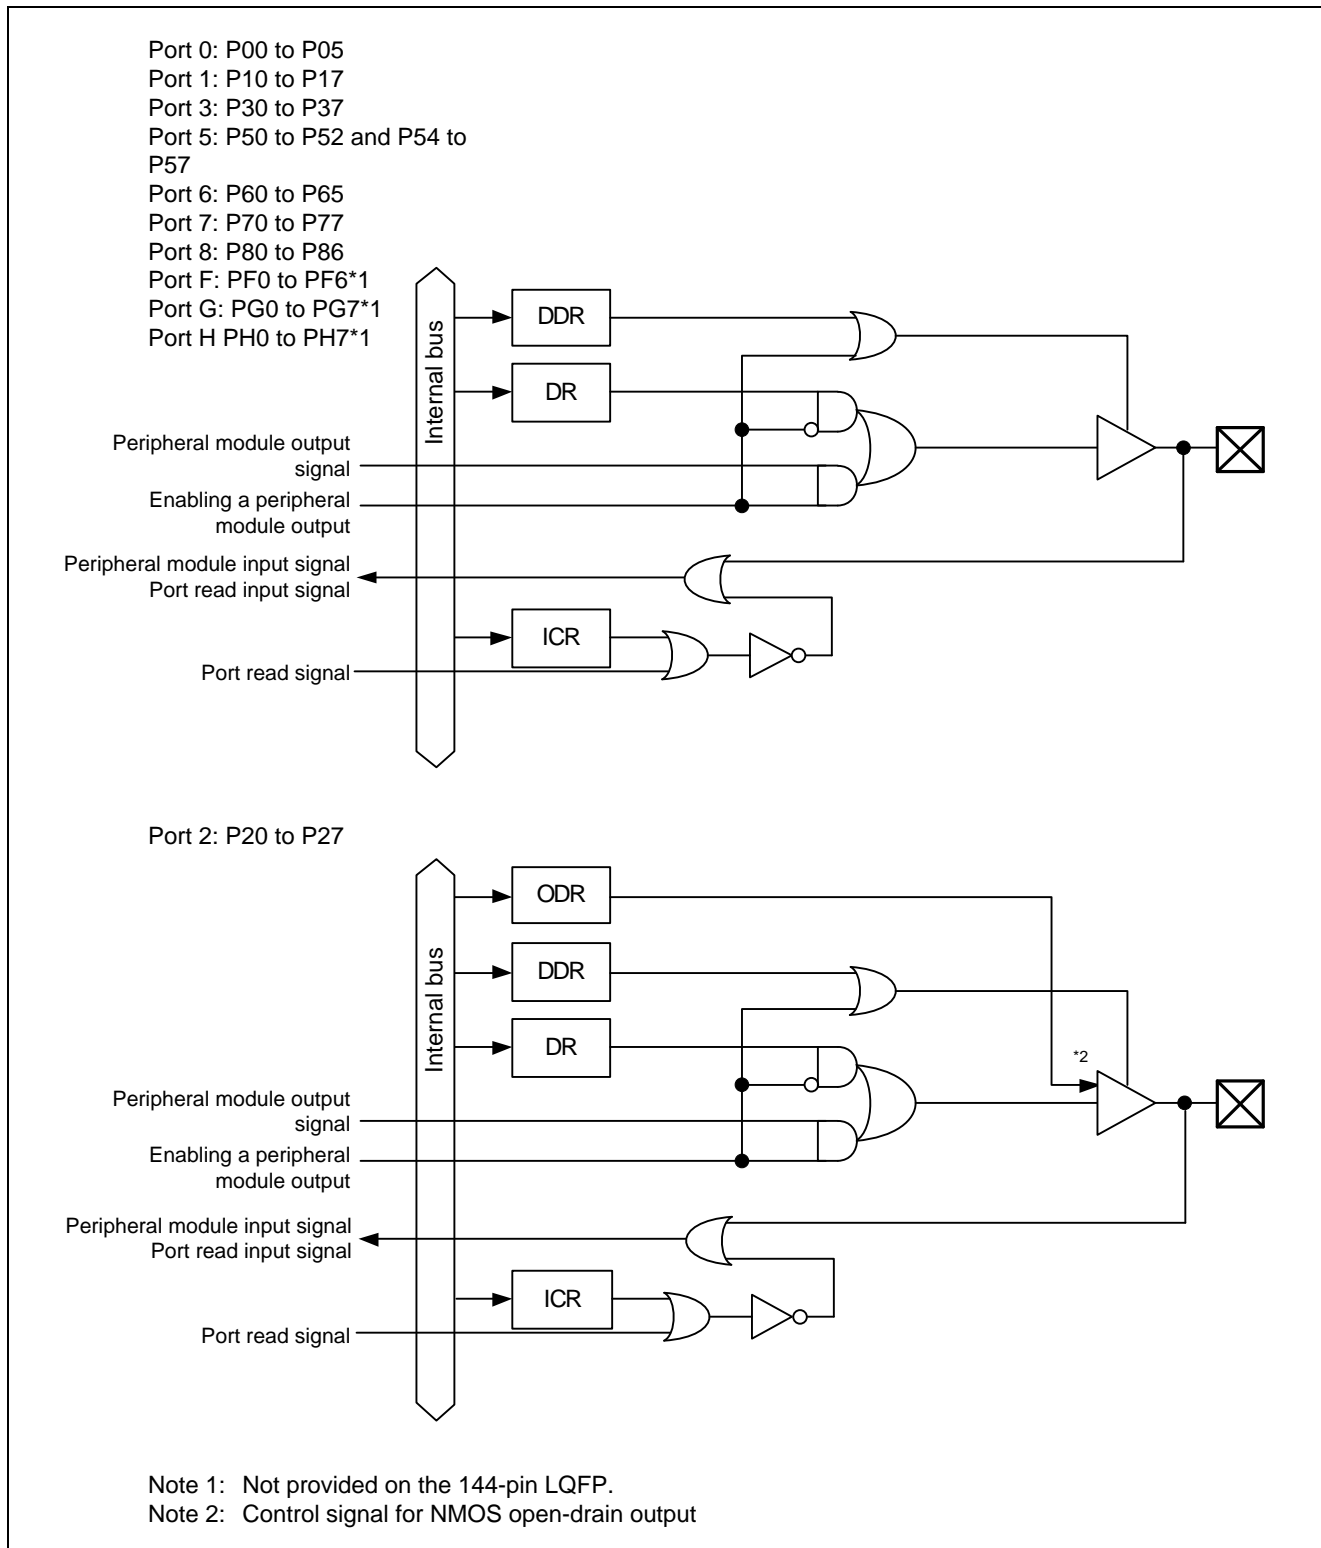 Port 0: P00 to P05
Port 1: P10 to P17
Port 3: P30 to P37
Port 5: P50 to P52 and P54 to
P57
Port 6: P60 to P65
Port 7: P70 to P77
Port 8: P80 to P86
Port F: PF0 to PF6*1
Port G: PG0 to PG7*1
Port H PH0 to PH7*1
Internal bus
DDR
DR
Peripheral module output
signal
Enabling a peripheral
module output
Peripheral module input signal
Port read input signal
ICR
Port read signal
Port 2: P20 to P27
Internal bus
ODR
DDR
DR
*2
Peripheral module output
signal
Enabling a peripheral
module output
Peripheral module input signal
Port read input signal
ICR
Port read signal
Note 1: Not provided on the 144-pin LQFP.
Note 2: Control signal for NMOS open-drain output